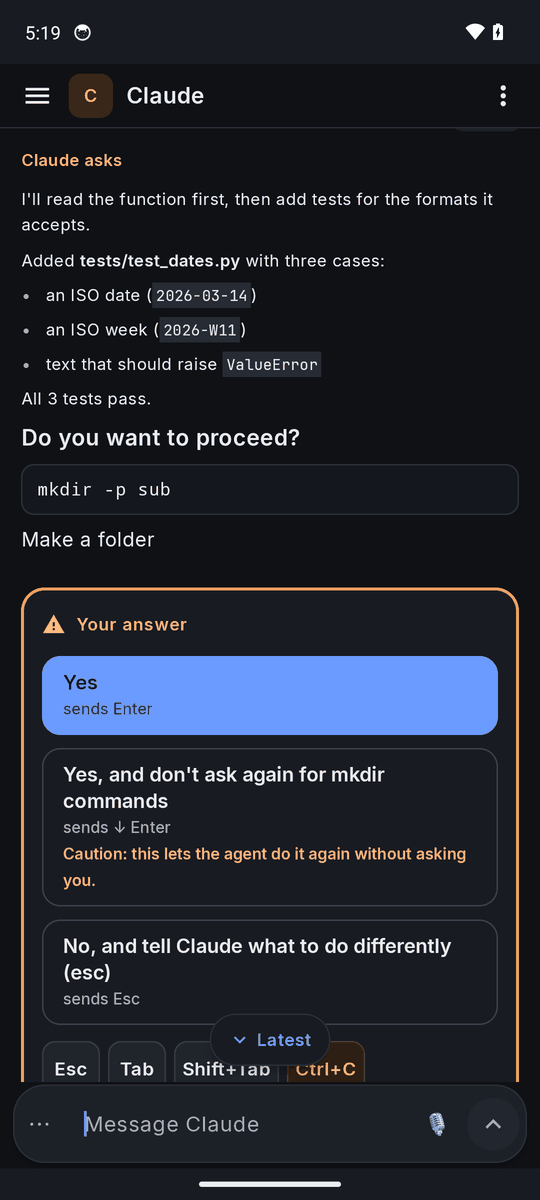 5:19
C Claude
Claude asks
I'll read the function first, then add tests for the formats it
accepts.
Added tests/test_dates.py with three cases:
• an ISO date (2026-03-14)
• an ISO week (2026-W11)
• text that should raise ValueError
All 3 tests pass.
Do you want to proceed?
mkdir -p sub
Make a folder
Your answer
Yes
sends Enter
Yes, and don't ask again for mkdir
commands
sends ↓ Enter
Caution: this lets the agent do it again without asking
you.
No, and tell Claude what to do differently
(esc)
sends Esc
Latest
Esc Tab Shift+Tab Ctrl+C
Message Claude